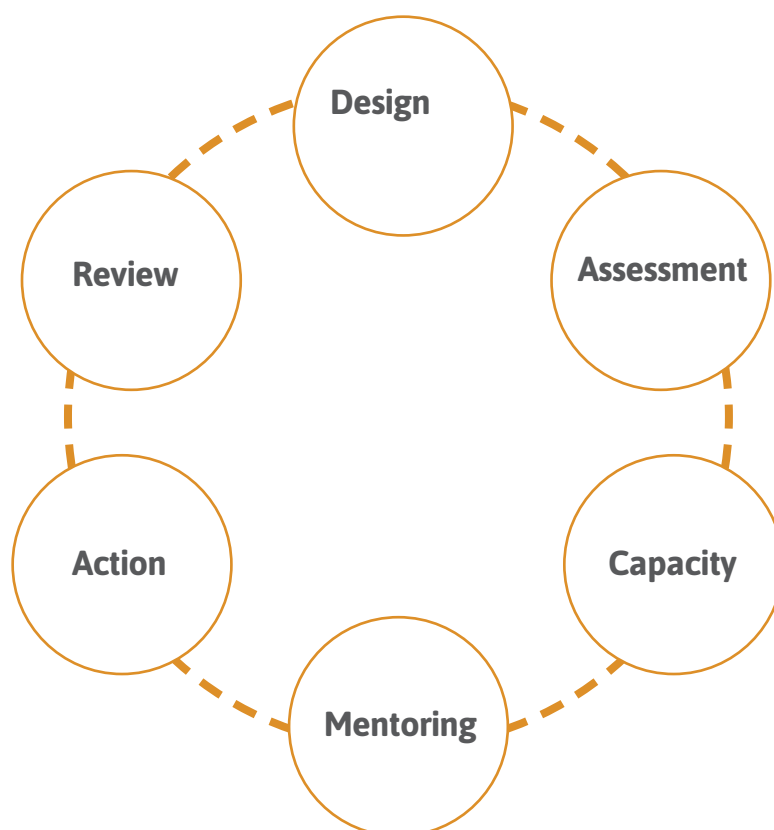 Design
Assessment
Capacity
Mentoring
Action
Review